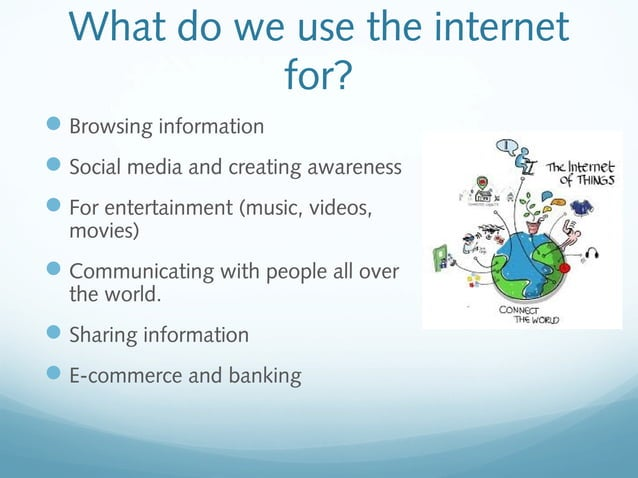 What do we use the internet
for?
Browsing information
Social media and creating awareness
For entertainment (music, videos,
movies)
Communicating with people all over
the world.
Sharing information
E-commerce and banking
The Internet
of THINGS
CONNECT
THE WORLD